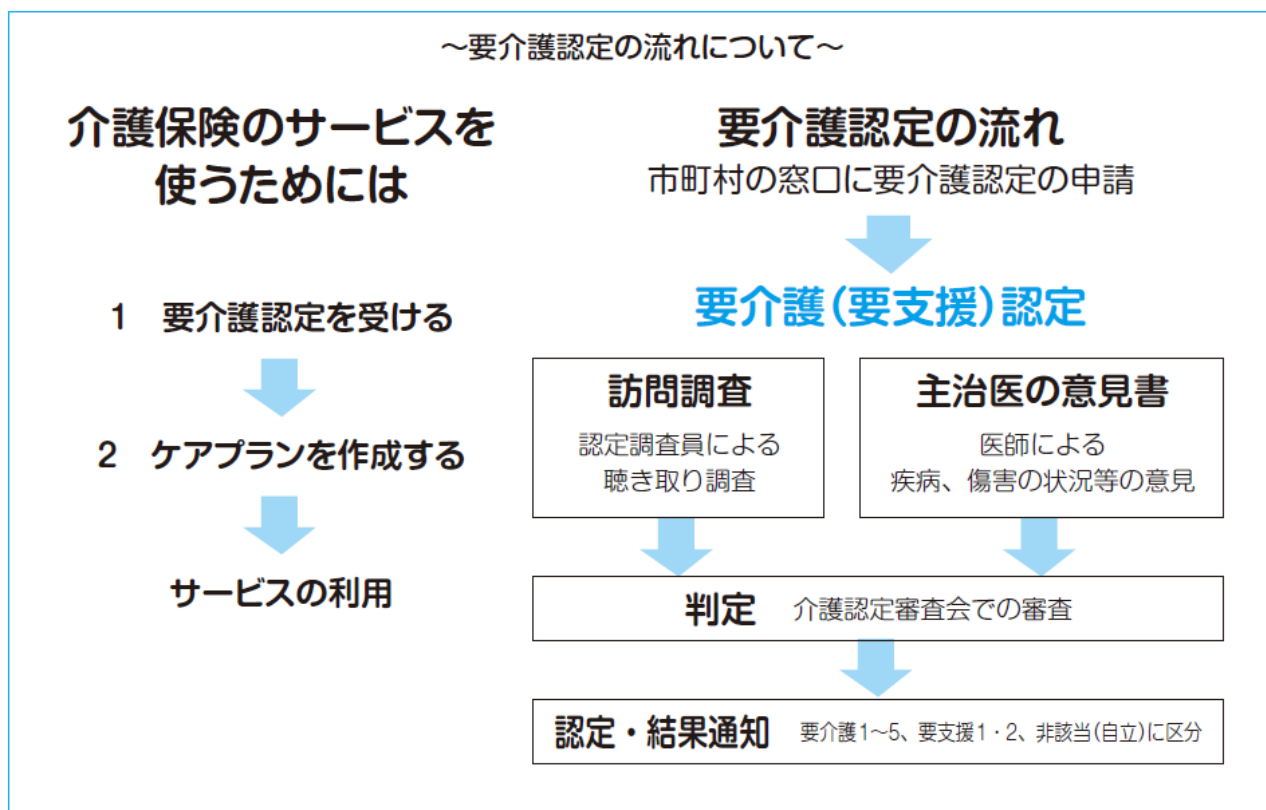 ～要介護認定の流れについて～
介護保険のサービスを
使うためには
1 要介護認定を受ける
2 ケアプランを作成する
サービスの利用
要介護認定の流れ
市町村の窓口に要介護認定の申請
要介護(要支援)認定
訪問調査
認定調査員による
聴き取り調査
主治医の意見書
医師による
疾病、傷害の状況等の意見
判定 介護認定審査会での審査
認定・結果通知 要介護1～5、要支援1・2、非該当(自立)に区分